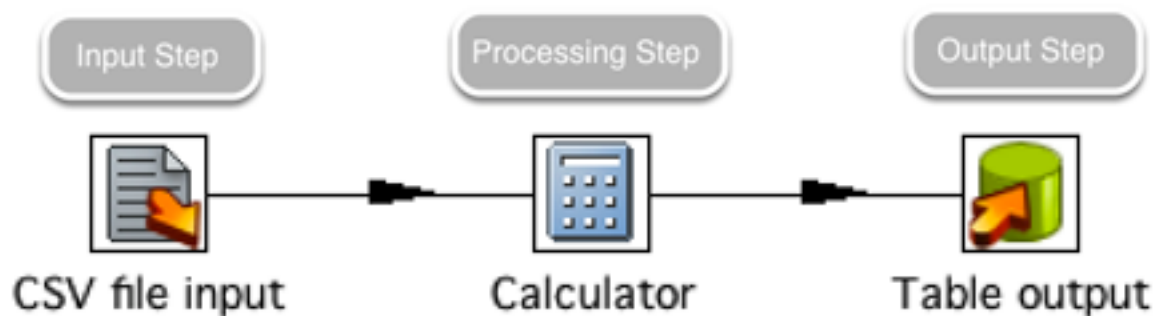 Input Step
Processing Step
Output Step
CSV file input
Calculator
Table output